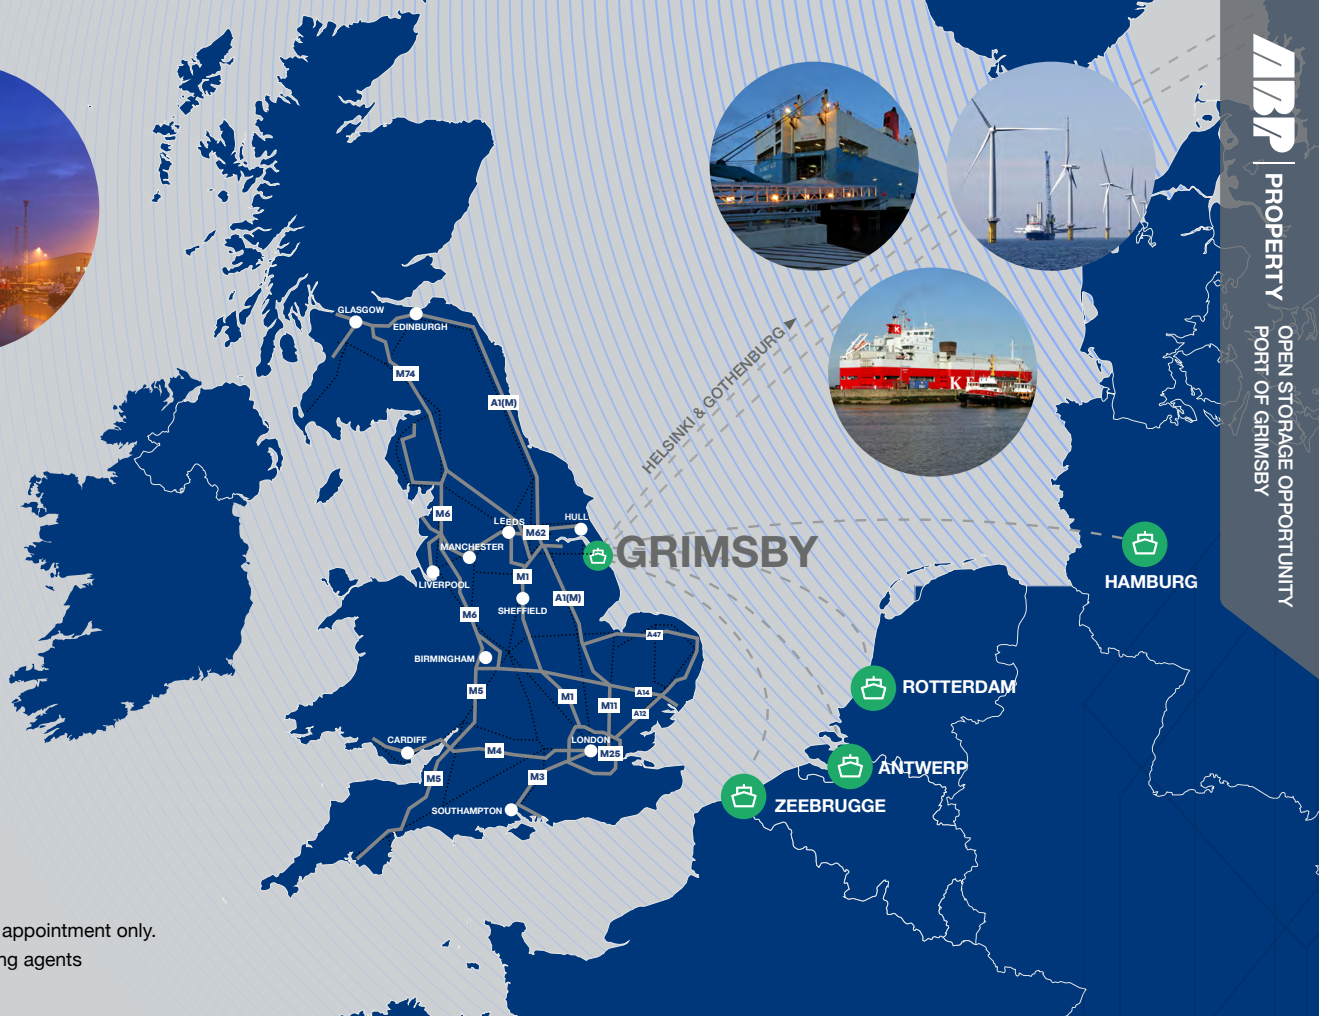 ABP
PROPERTY
OPEN STORAGE OPPORTUNITY
PORT OF GRIMSBY
GLASGOW
EDINBURGH
M74
A1(M)
HELSINKI & GOTHENBURG
K
M6
LEEDS
HULL
M62
MANCHESTER
GRIMSBY
HAMBURG
LIVERPOOL
M1
SHEFFIELD
A1(M)
M6
A47
BIRMINGHAM
M5
M1
A14
M11
A12
ROTTERDAM
CARDIFF
M4
LONDON
M25
M5
M3
ANTWERP
SOUTHAMPTON
ZEEBRUGGE
appointment only.
ng agents